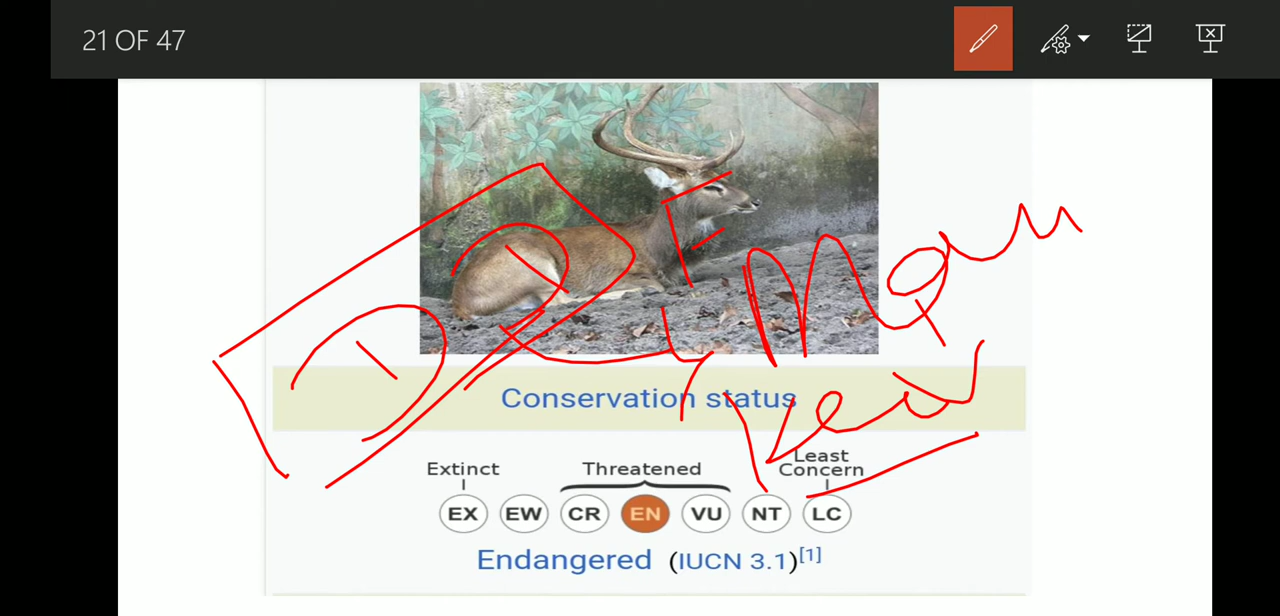 21 OF 47
Conservation status
Extinct Threatened Least Concern
EX EW CR EN VU NT LC
Endangered (IUCN 3.1)[1]